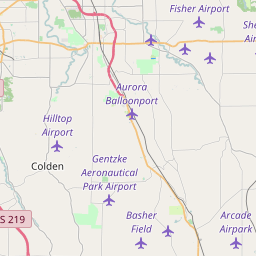 Fisher Airport
She
Air
Aurora
Balloonport
Hilltop
Airport
Colden
Gentzke
Aeronautical
Park Airport
S 219
Basher
Field
Arcade
Airpark